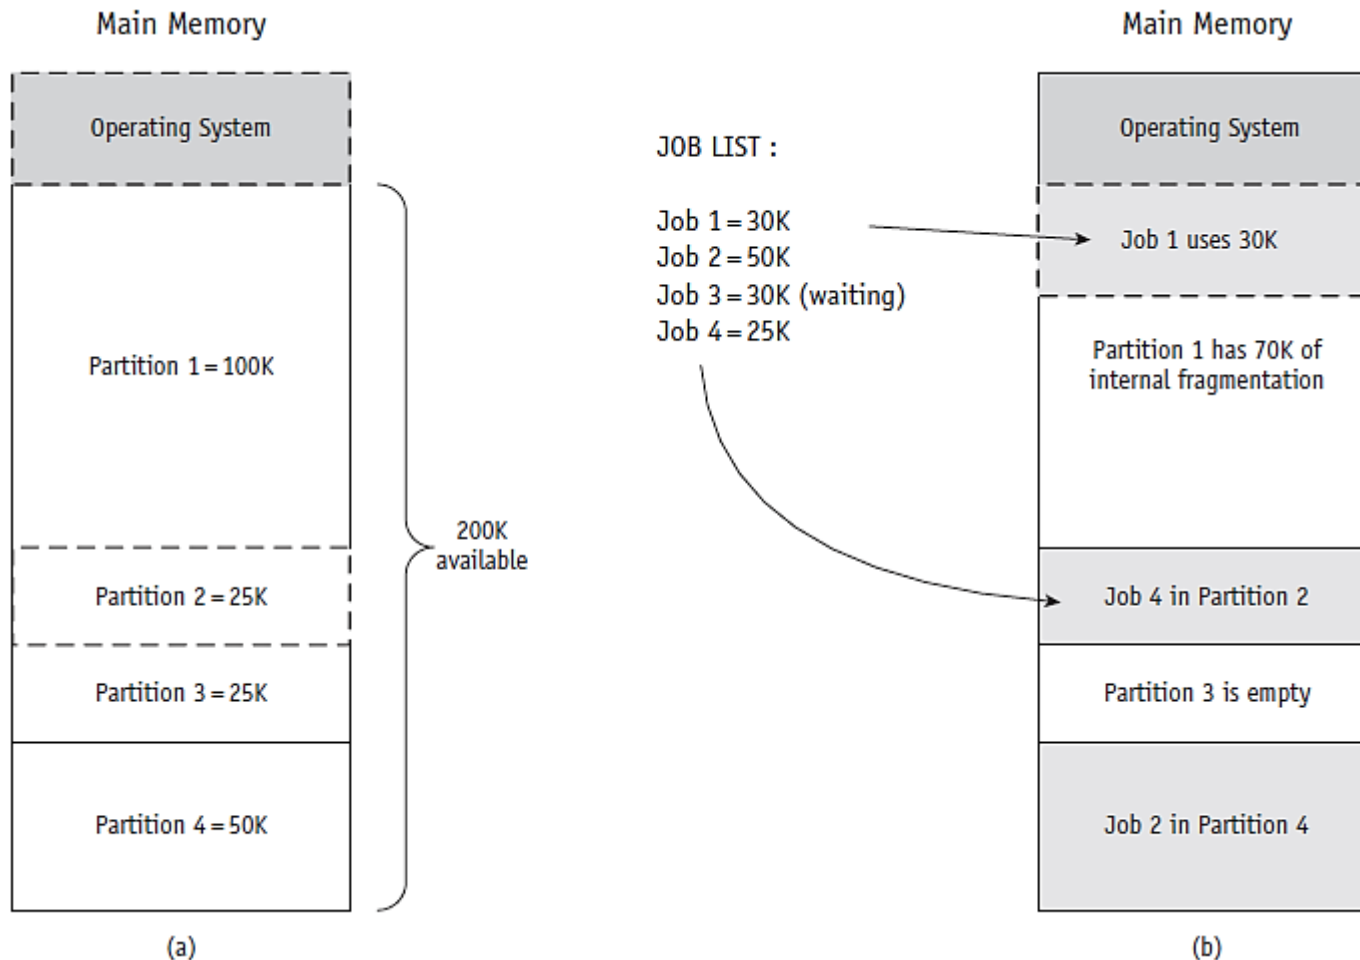 Main Memory
Operating System
Partition 1=100K
Partition 2=25K
Partition 3=25K
Partition 4=50K
200K
available
(a)
JOB LIST :
Job 1=30K
Job 2=50K
Job 3=30K (waiting)
Job 4=25K
Main Memory
Operating System
Job 1 uses 30K
Partition 1 has 70K of
internal fragmentation
Job 4 in Partition 2
Partition 3 is empty
Job 2 in Partition 4
(b)